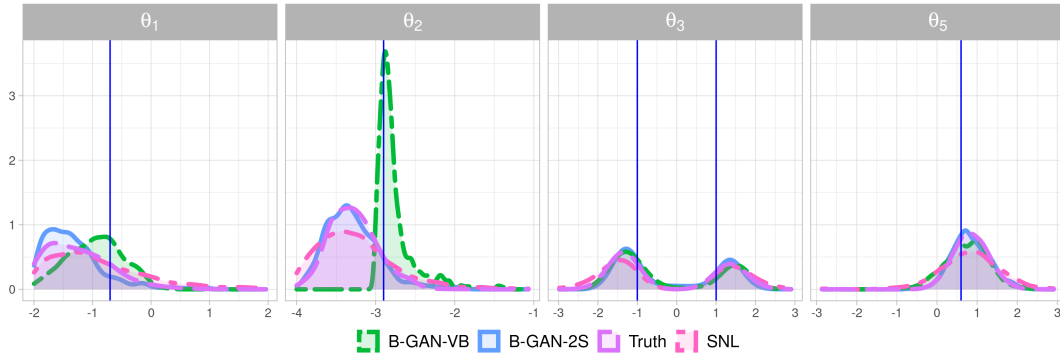 θ1 θ2 θ3 θ5
3
2
1
0
-2 -1 0 1 2 -4 -3 -2 -1 -3 -2 -1 0 1 2 3 -3 -2 -1 0 1 2 3
B-GAN-VB B-GAN-2S Truth SNL